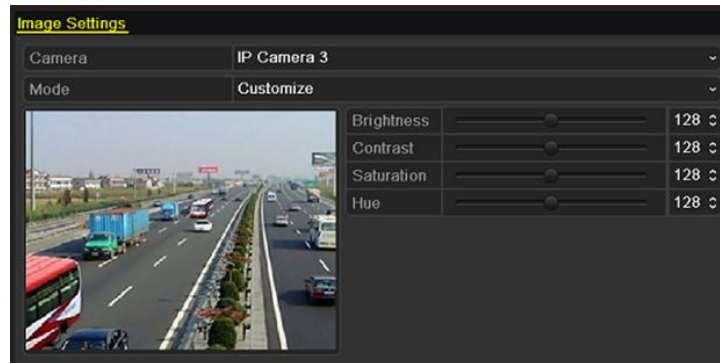 Image Settings
Camera IP Camera 3
Mode Customize
Brightness 128
Contrast 128
Saturation 128
Hue 128